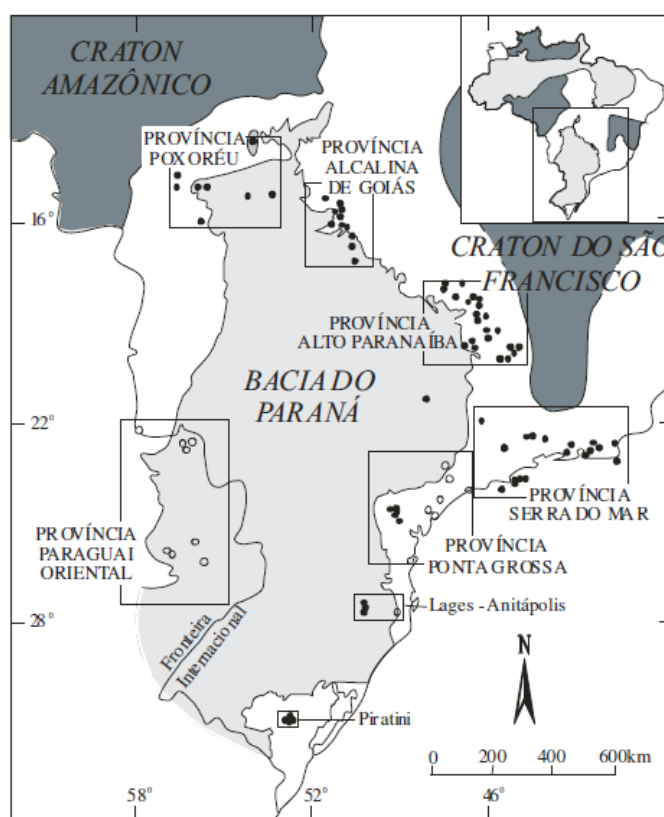 CRATON
AMAZÔNICO
PROVÍNCIA
POXORÉU
PROVÍNCIA
ALCALINA
DE GOIÁS
16°
CRATON DO SÃO
FRANCISCO
PROVÍNCIA
ALTO PARANAÍBA
BACIA DO
PARANÁ
22°
PROVÍNCIA
SERRA DO MAR
PROVÍNCIA
PARAGUAI
ORIENTAL
PROVÍNCIA
PONTA GROSSA
Lages - Anitápolis
28°
Fronteira
Internacional
N
Piratini
0 200 400 600km
58° 52° 46°